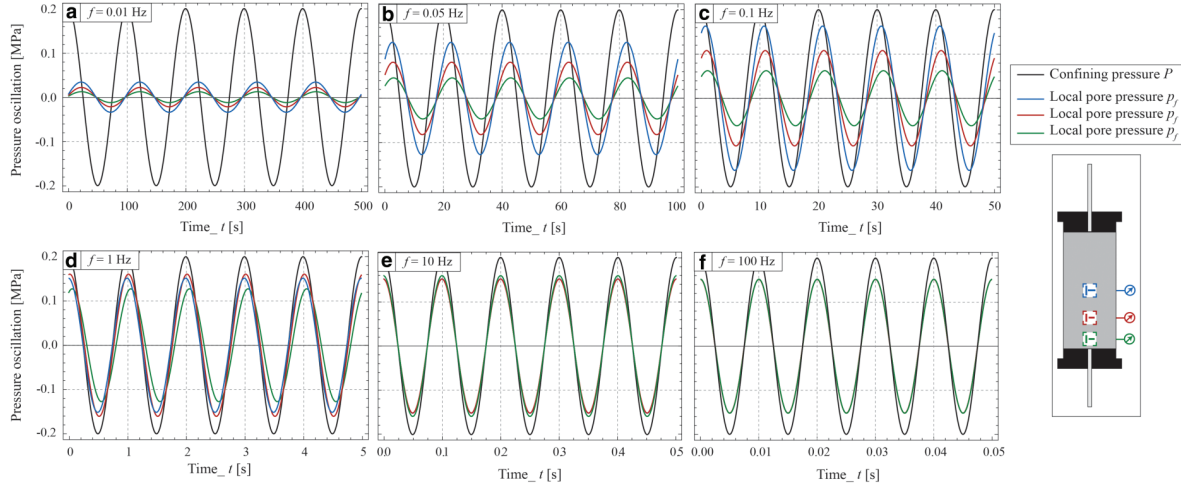 a f = 0.01 Hz
b f = 0.05 Hz
c f = 0.1 Hz
Pressure oscillation [MPa]
0.2
0.1
0.0
-0.1
-0.2
0 100 200 300 400 500
0 20 40 60 80 100
0 10 20 30 40 50
Time_ t [s]
Time_ t [s]
Time_ t [s]
Confining pressure P
Local pore pressure pf
Local pore pressure pf
Local pore pressure pf
d f = 1 Hz
e f = 10 Hz
f f = 100 Hz
Pressure oscillation [MPa]
0.2
0.1
0.0
-0.1
-0.2
0 1 2 3 4 5
0.0 0.1 0.2 0.3 0.4 0.5
0.00 0.01 0.02 0.03 0.04 0.05
Time_ t [s]
Time_ t [s]
Time_ t [s]